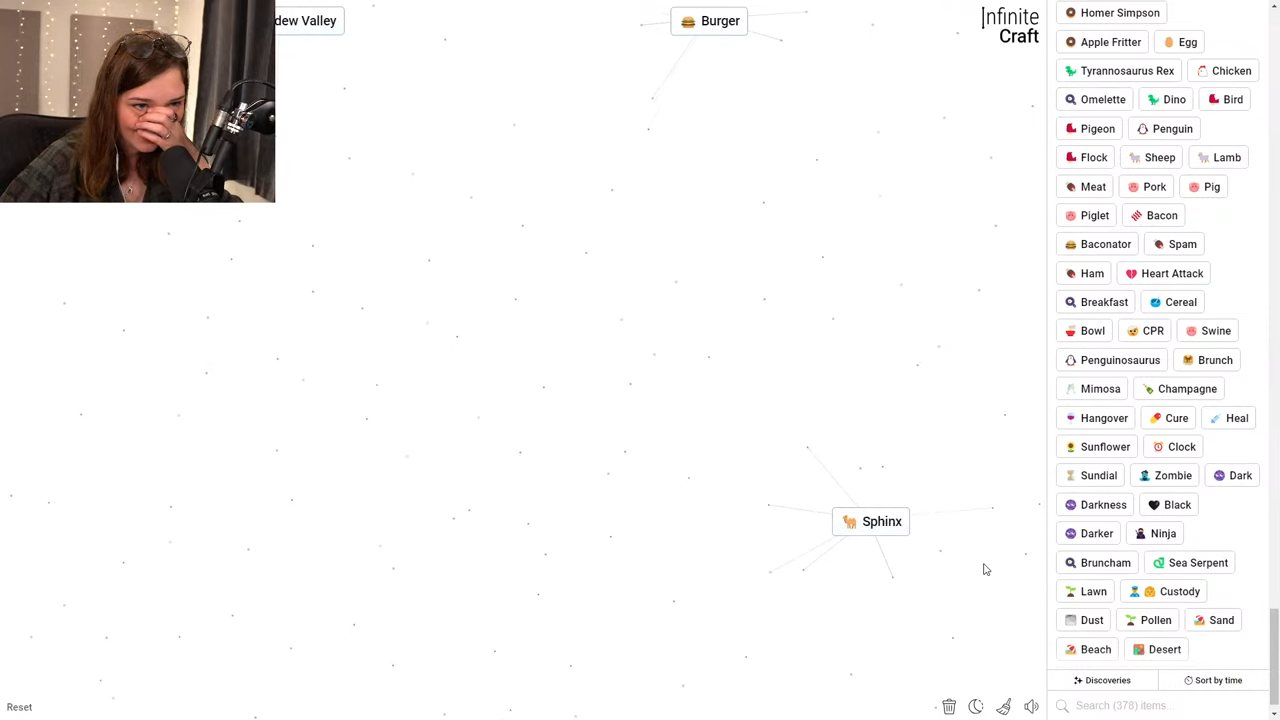 dew Valley
Burger
Infinite
Craft
Homer Simpson
Apple Fritter Egg
Tyrannosaurus Rex Chicken
Omelette Dino Bird
Pigeon Penguin
Flock Sheep Lamb
Meat Pork Pig
Piglet Bacon
Baconator Spam
Ham Heart Attack
Breakfast Cereal
Bowl CPR Swine
Penguinosaurus Brunch
Mimosa Champagne
Hangover Cure Heal
Sunflower Clock
Sundial Zombie Dark
Darkness Black
Sphinx
Darker Ninja
Bruncham Sea Serpent
Lawn Custody
Dust Pollen Sand
Beach Desert
Discoveries Sort by time
Reset
Search (378) items...